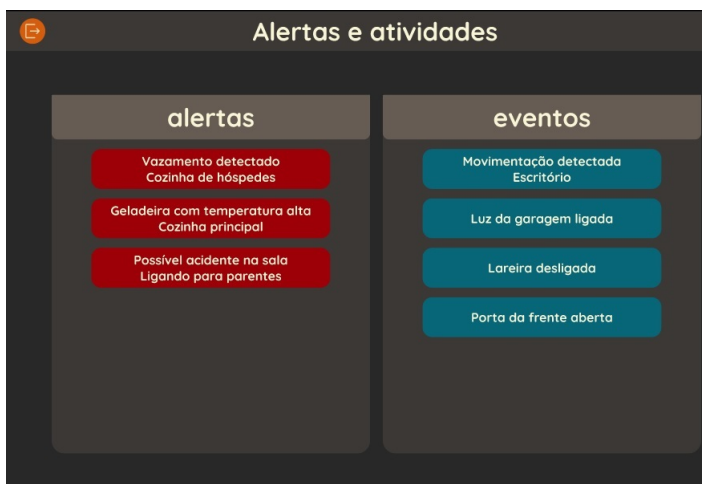 Alertas e atividades
alertas
Vazamento detectado
Cozinha de hóspedes
Geladeira com temperatura alta
Cozinha principal
Possível acidente na sala
Ligando para parentes
eventos
Movimentação detectada
Escritório
Luz da garagem ligada
Lareira desligada
Porta da frente aberta